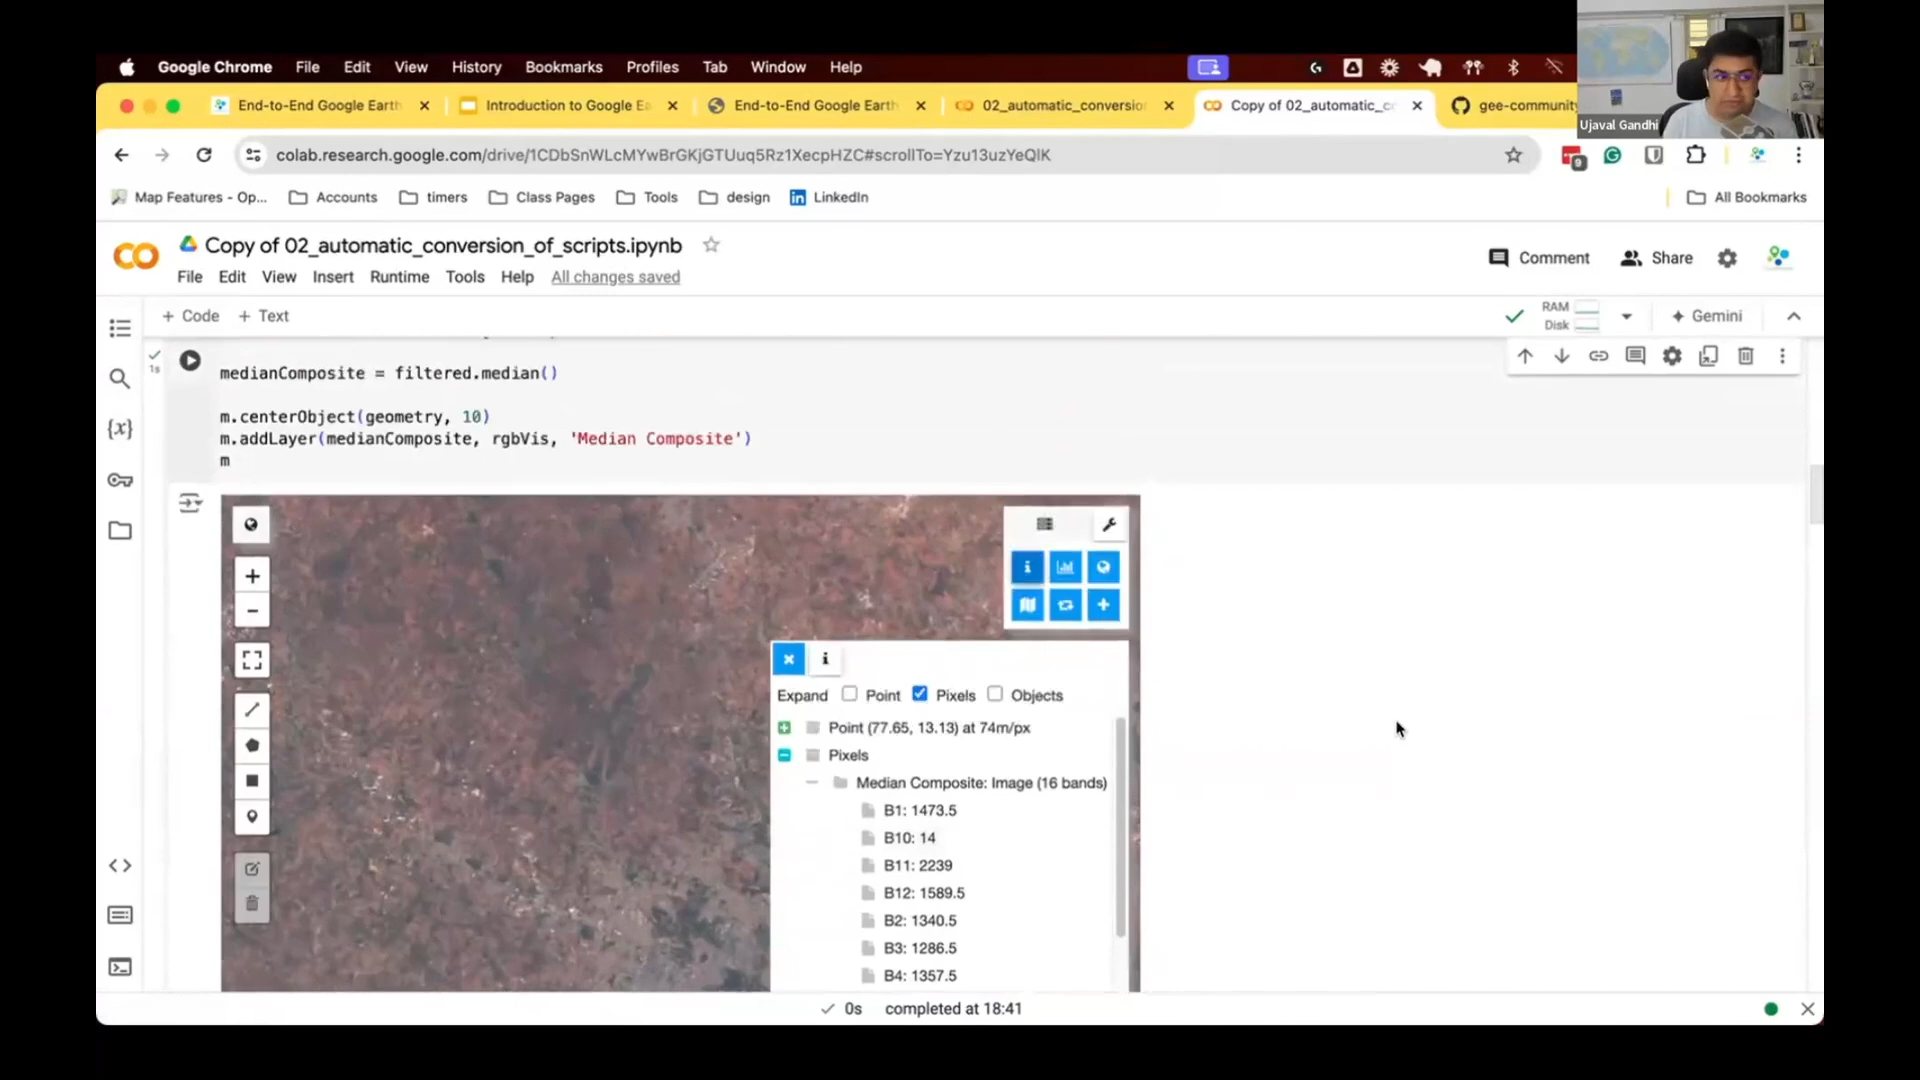 Google Chrome File Edit View History Bookmarks Profiles Tab Window Help
End-to-End Google Earth
Introduction to Google Ea
End-to-End Google Earth
02_automatic_conversion
Copy of 02_automatic_co
gee-community
Ujaval Gandhi
colab.research.google.com/drive/1CDbSnWLcMYwBrGKjGTUuq5Rz1XecpHZC#scrollTo=Yzu13uzYeQlK
Map Features - Op... Accounts timers Class Pages Tools design LinkedIn All Bookmarks
Copy of 02_automatic_conversion_of_scripts.ipynb
Comment Share
File Edit View Insert Runtime Tools Help All changes saved
+ Code + Text
RAM
Disk
Gemini
{x}
1s
medianComposite = filtered.median()
m.centerObject(geometry, 10)
m.addLayer(medianComposite, rgbVis, 'Median Composite')
m
Expand Point Pixels Objects
Point (77.65, 13.13) at 74m/px
Pixels
Median Composite: Image (16 bands)
B1: 1473.5
B10: 14
B11: 2239
B12: 1589.5
B2: 1340.5
B3: 1286.5
B4: 1357.5
0s completed at 18:41